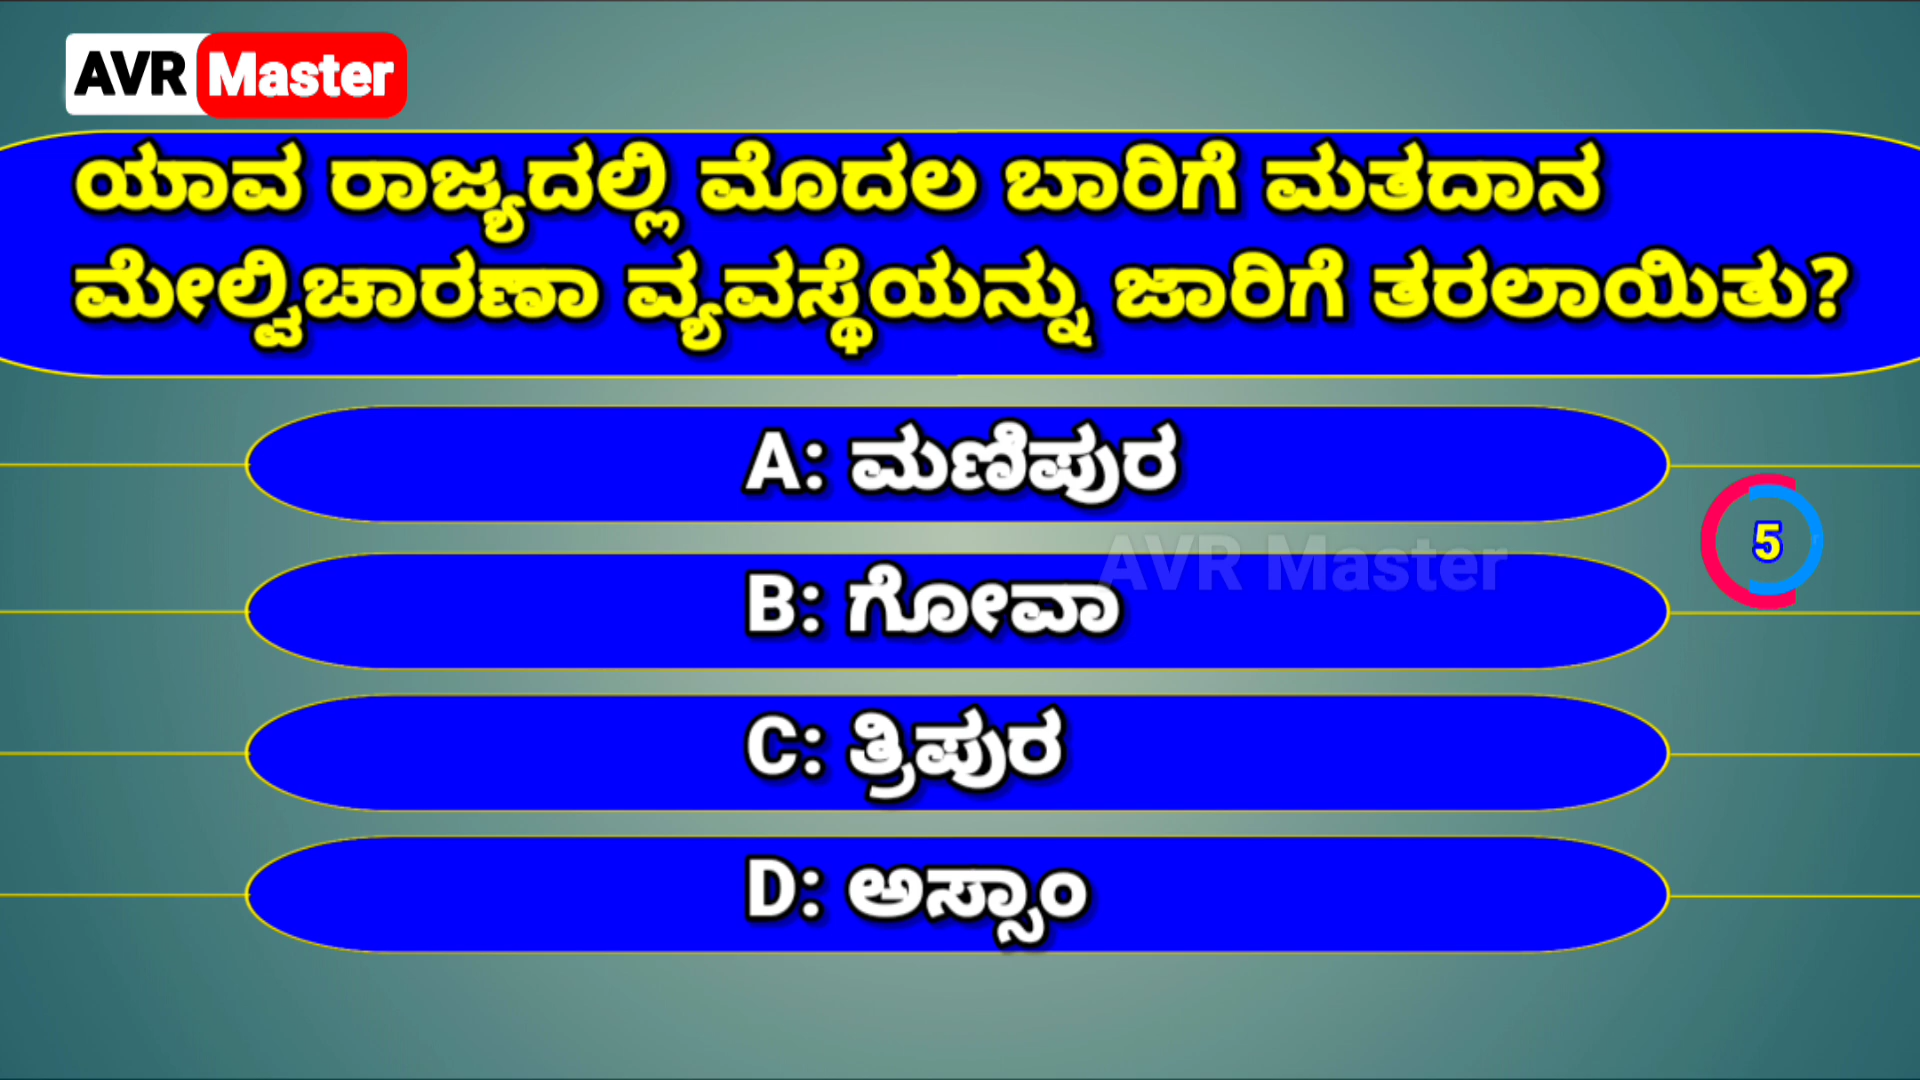 AVR Master
ಯಾವ ರಾಜ್ಯದಲ್ಲಿ ಮೊದಲ ಬಾರಿಗೆ ಮತದಾನ
ಮೇಲ್ವಿಚಾರಣಾ ವ್ಯವಸ್ಥೆಯನ್ನು ಜಾರಿಗೆ ತರಲಾಯಿತು?
A: ಮಣಿಪುರ
5
AVR Master
B: ಗೋವಾ
C: ತ್ರಿಪುರ
D: ಅಸ್ಸಾಂ